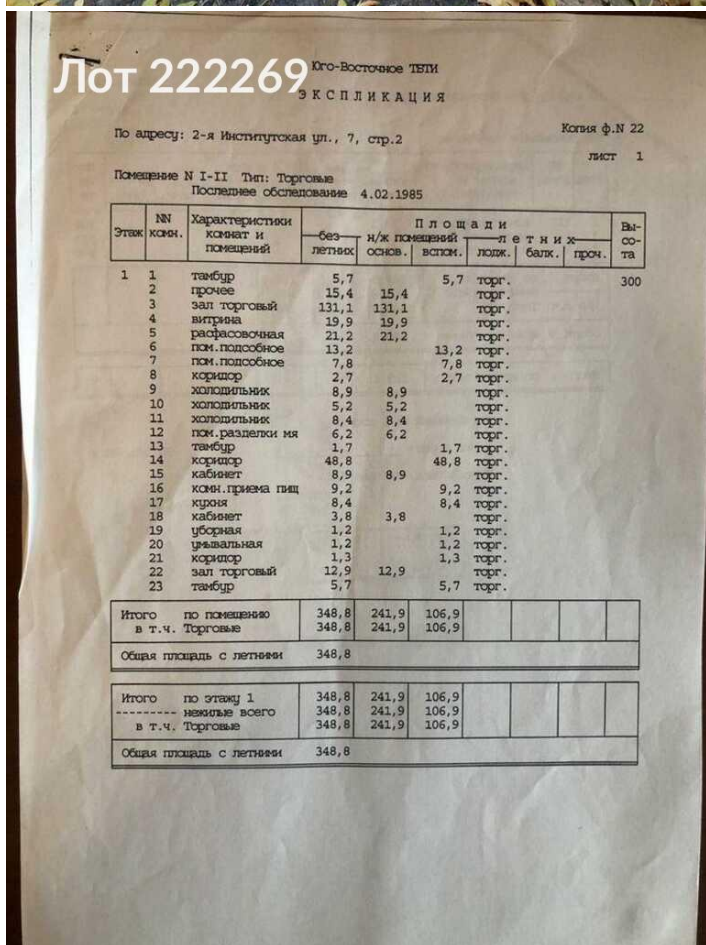 Лот 222269
Юго-Восточное ТБТИ
ЭКСПЛИКАЦИЯ
По адресу: 2-я Институтская ул., 7, стр.2
Копия ф.N 22
лист 1
Помещение N I-II Тип: Торговые
Последнее обследование 4.02.1985
Этаж NN комн. Характеристики комнат и помещений Площади Вы-со-та
без летних н/ж помещений летних
основ. вспом. лодж. балк. проч.
1 1 тамбур 5,7 5,7 торг. 300
2 прочее 15,4 15,4 торг.
3 зал торговый 131,1 131,1 торг.
4 витрина 19,9 19,9 торг.
5 расфасовочная 21,2 21,2 торг.
6 пом.подсобное 13,2 13,2 торг.
7 пом.подсобное 7,8 7,8 торг.
8 коридор 2,7 2,7 торг.
9 холодильник 8,9 8,9 торг.
10 холодильник 5,2 5,2 торг.
11 холодильник 8,4 8,4 торг.
12 пом.разделки мя 6,2 6,2 торг.
13 тамбур 1,7 1,7 торг.
14 коридор 48,8 48,8 торг.
15 кабинет 8,9 8,9 торг.
16 комн.приема пищ 9,2 9,2 торг.
17 кухня 8,4 8,4 торг.
18 кабинет 3,8 3,8 торг.
19 уборная 1,2 1,2 торг.
20 умывальная 1,2 1,2 торг.
21 коридор 1,3 1,3 торг.
22 зал торговый 12,9 12,9 торг.
23 тамбур 5,7 5,7 торг.
Итого по помещению 348,8 241,9 106,9
в т.ч. Торговые 348,8 241,9 106,9
Общая площадь с летними 348,8
Итого по этажу 1 348,8 241,9 106,9
--------- нежилые всего 348,8 241,9 106,9
в т.ч. Торговые 348,8 241,9 106,9
Общая площадь с летними 348,8